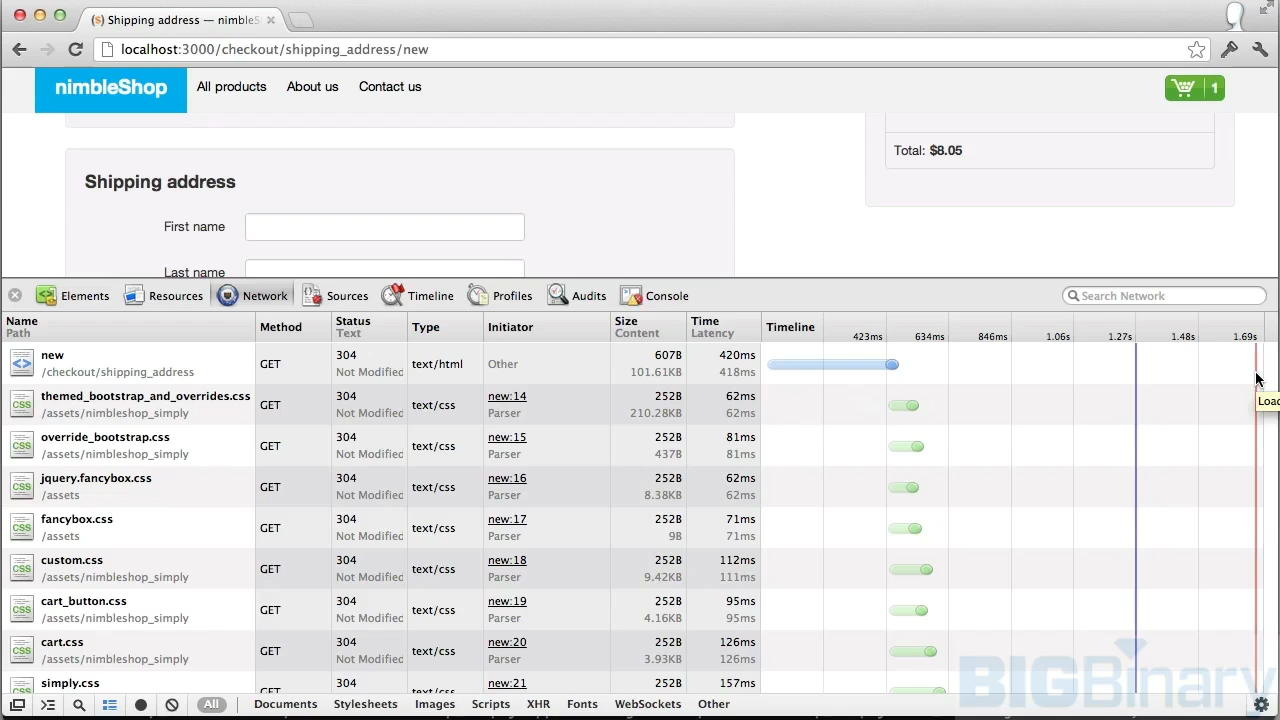 Shipping address — nimbleS
localhost:3000/checkout/shipping_address/new
nimbleShop All products About us Contact us 1
Total: $8.05
Shipping address
First name
Last name
Elements Resources Network Sources Timeline Profiles Audits Console Search Network
Name Method Status Type Initiator Size Time Timeline
Path Text Content Latency 423ms 634ms 846ms 1.06s 1.27s 1.48s 1.69s
new 304 607B 420ms
GET text/html Other
/checkout/shipping_address Not Modified 101.61KB 418ms
themed_bootstrap_and_overrides.css 304 new:14 252B 62ms
GET text/css
/assets/nimbleshop_simply Not Modified Parser 210.28KB 62ms
Load
override_bootstrap.css 304 new:15 252B 81ms
GET text/css
/assets/nimbleshop_simply Not Modified Parser 437B 81ms
jquery.fancybox.css 304 new:16 252B 62ms
GET text/css
/assets Not Modified Parser 8.38KB 62ms
fancybox.css 304 new:17 252B 71ms
GET text/css
/assets Not Modified Parser 9B 71ms
custom.css 304 new:18 252B 112ms
GET text/css
/assets/nimbleshop_simply Not Modified Parser 9.42KB 111ms
cart_button.css 304 new:19 252B 95ms
GET text/css
/assets/nimbleshop_simply Not Modified Parser 4.16KB 95ms
cart.css 304 new:20 252B 126ms
GET text/css
/assets/nimbleshop_simply Not Modified Parser 3.93KB 126ms
simply.css 304 new:21 252B 157ms
GET text/css
BIGBinary
All Documents Stylesheets Images Scripts XHR Fonts WebSockets Other